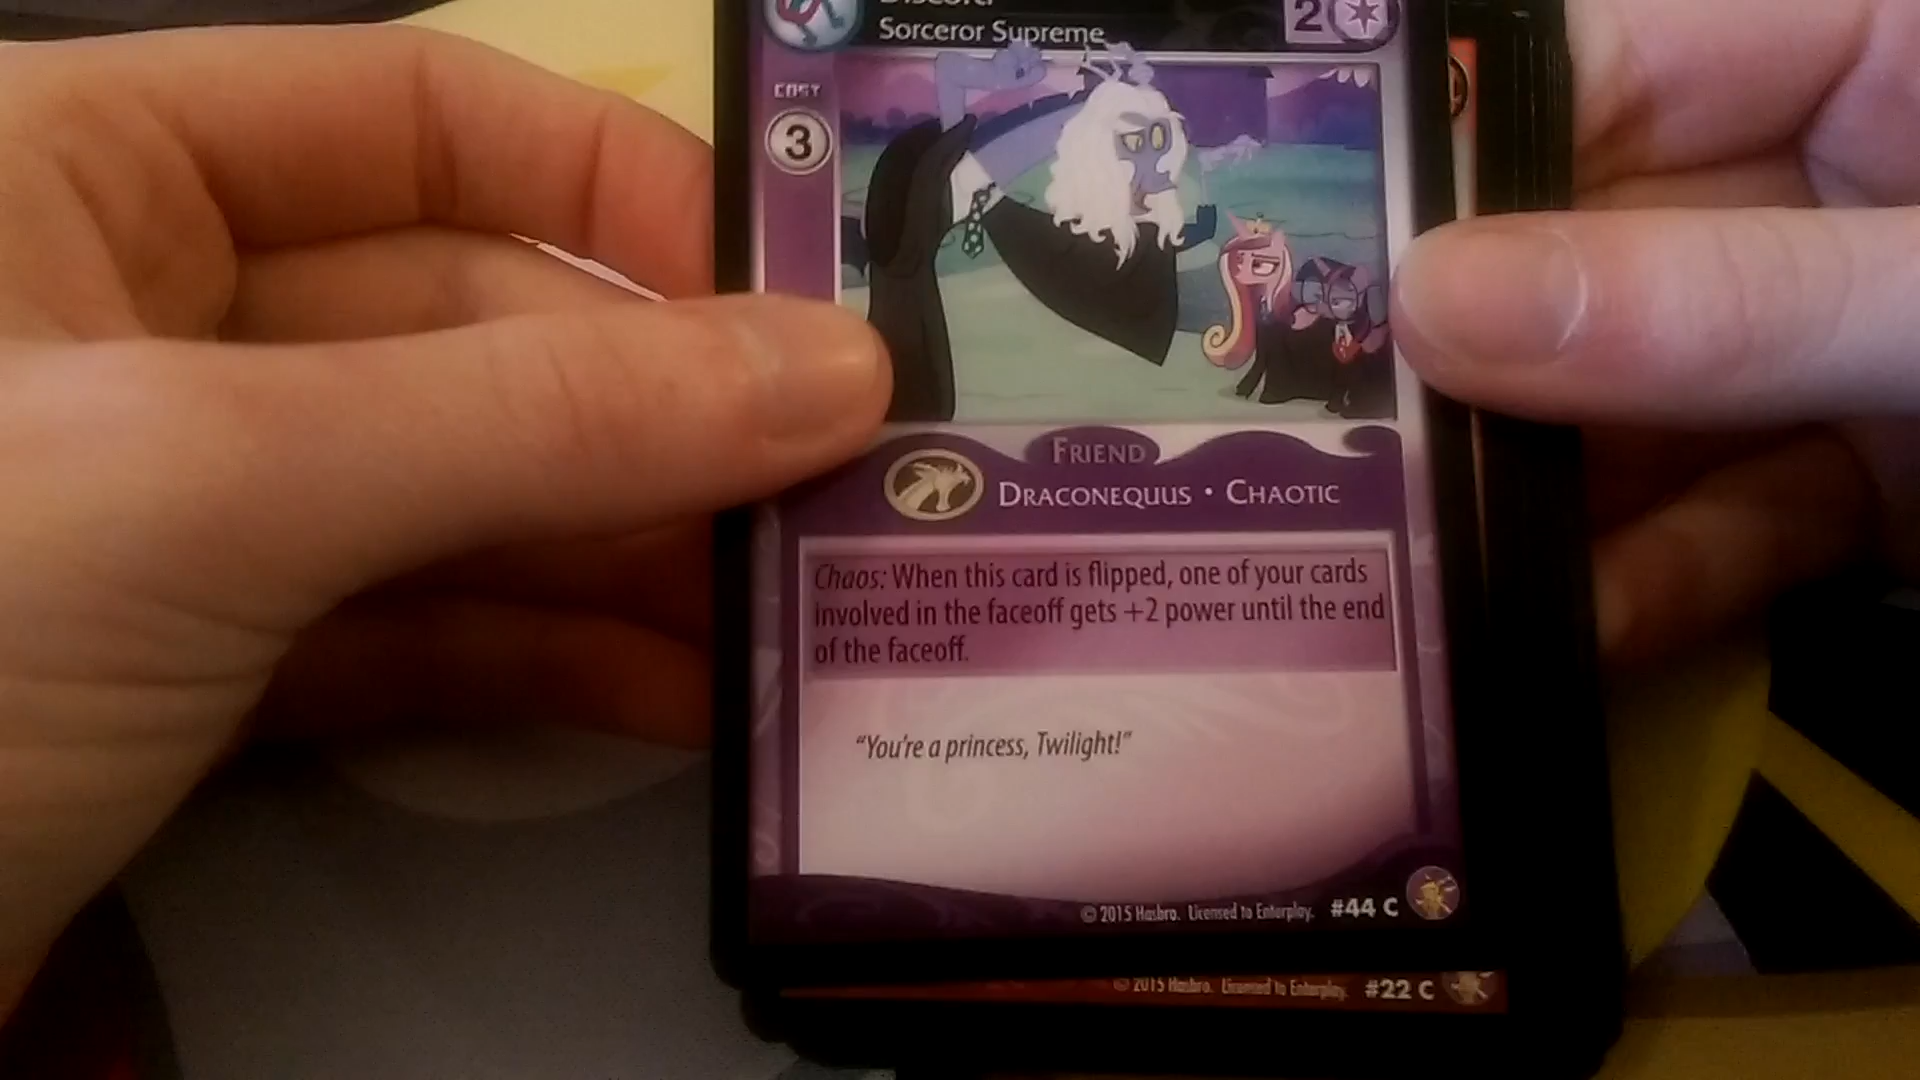 Discord
Sorceror Supreme
2
COST
3
FRIEND
DRACONEQUUS • CHAOTIC
Chaos: When this card is flipped, one of your cards
involved in the faceoff gets +2 power until the end
of the faceoff.
“You're a princess, Twilight!”
© 2015 Hasbro. Licensed to Enterplay. #44 C
© 2015 Hasbro. Licensed to Enterplay. #22 C